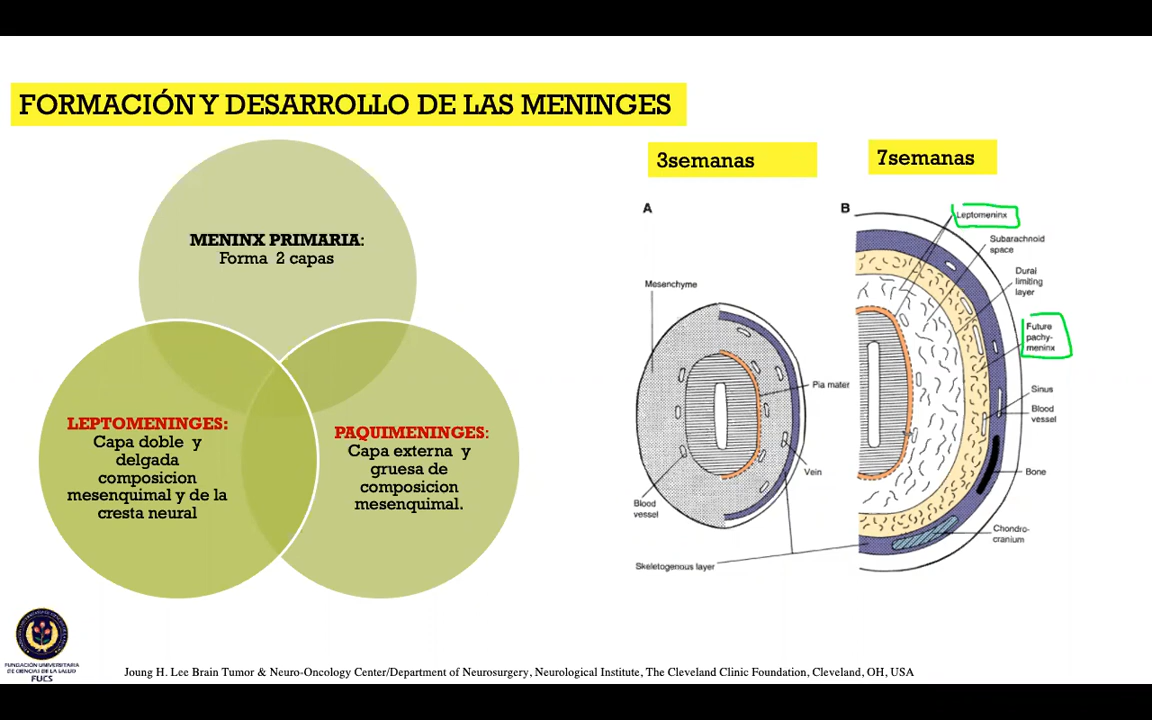 FORMACIÓN Y DESARROLLO DE LAS MENINGES
MENINX PRIMARIA:
Forma 2 capas
LEPTOMENINGES:
Capa doble y
delgada
composicion
mesenquimal y de la
cresta neural
PAQUIMENINGES:
Capa externa y
gruesa de
composicion
mesenquimal.
3semanas
7semanas
A
Mesenchyme
Pia mater
Vein
Blood
vessel
Skeletogenous layer
B
Leptomeninx
Subarachnoid
space
Dural
limiting
layer
Future
pachy-
meninx
Sinus
Blood
vessel
Bone
Chondro-
cranium
FUNDACIÓN UNIVERSITARIA
DE CIENCIAS DE LA SALUD
FUCS
Joung H. Lee Brain Tumor & Neuro-Oncology Center/Department of Neurosurgery, Neurological Institute, The Cleveland Clinic Foundation, Cleveland, OH, USA